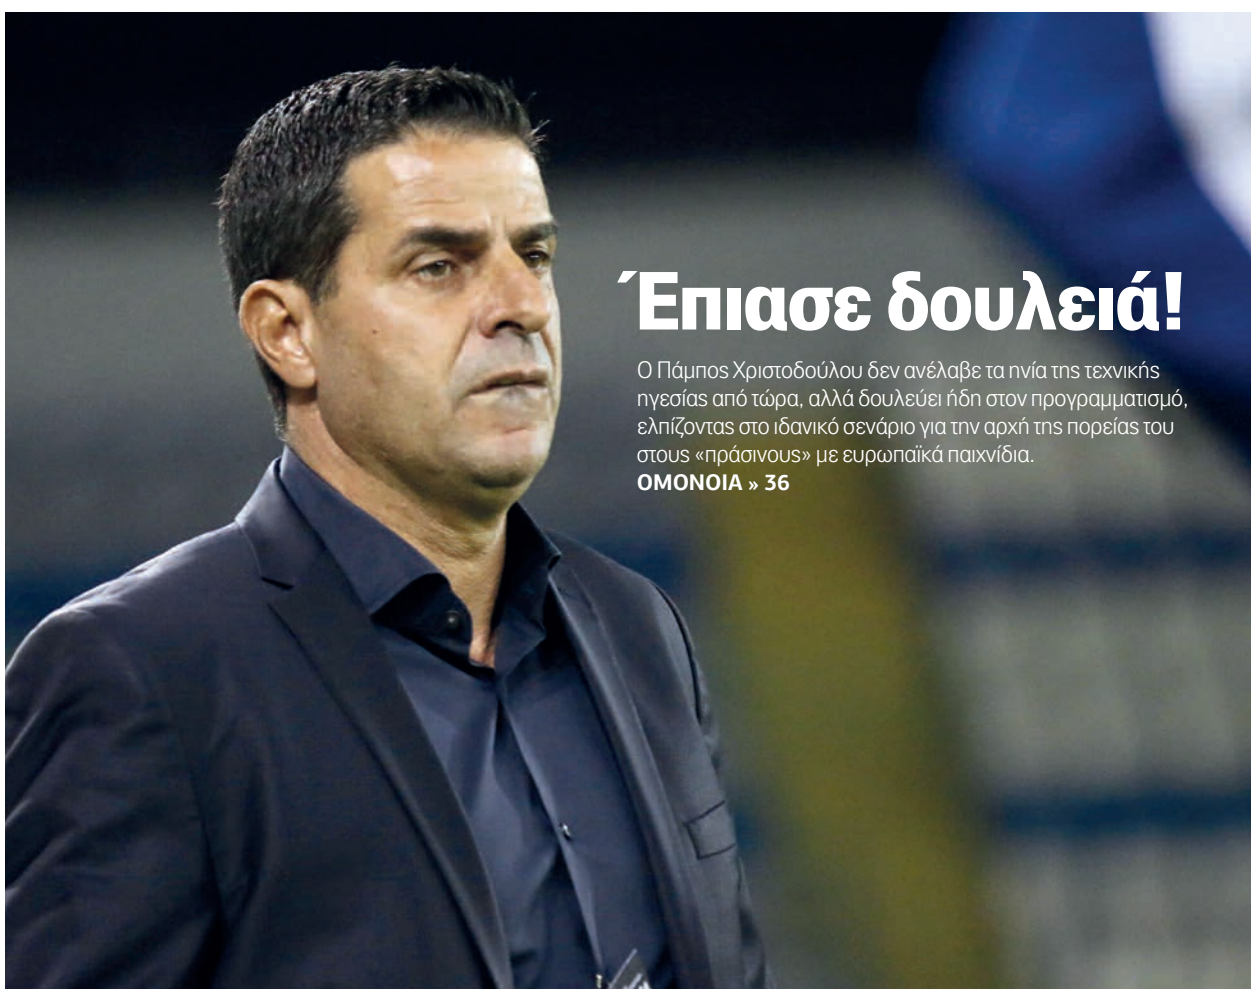 Έπιασε δουλειά!
Ο Πάμπος Χριστοδούλου δεν ανέλαβε τα ηνία της τεχνικής
ηγεσίας από τώρα, αλλά δουλεύει ήδη στον προγραμματισμό,
ελπίζοντας στο ιδανικό σενάριο για την αρχή της πορείας του
στους «πράσινους» με ευρωπαϊκά παιχνίδια.
ΟΜΟΝΟΙΑ » 36